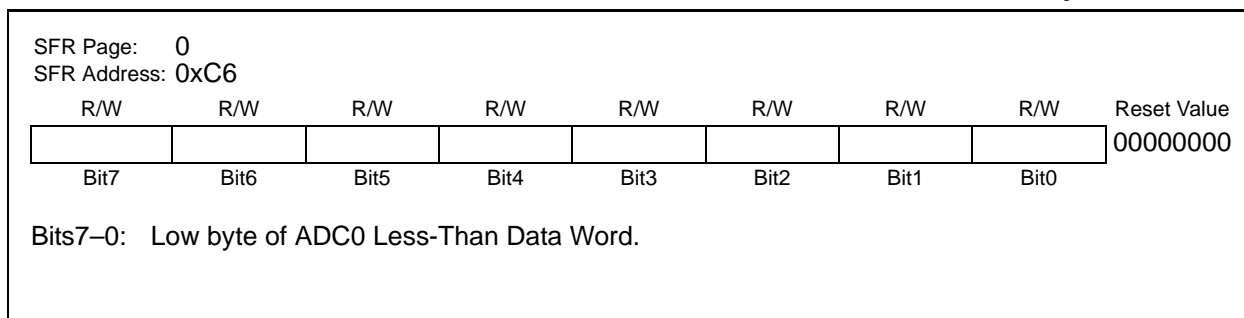 SFR Page: 0
SFR Address: 0xC6
R/W R/W R/W R/W R/W R/W R/W R/W Reset Value
00000000
Bit7 Bit6 Bit5 Bit4 Bit3 Bit2 Bit1 Bit0
Bits7–0: Low byte of ADC0 Less-Than Data Word.